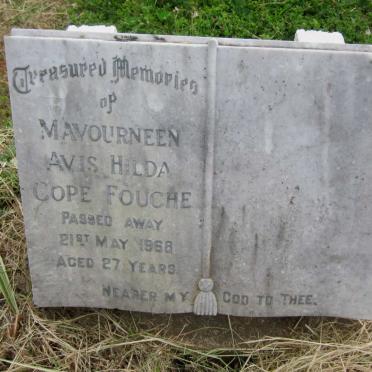 Treasured Memories
of
MAVOURNEEN
AVIS HILDA
COPE FOUCHE
PASSED AWAY
21ST MAY 1968
AGED 27 YEARS.
NEARER MY GOD TO THEE.